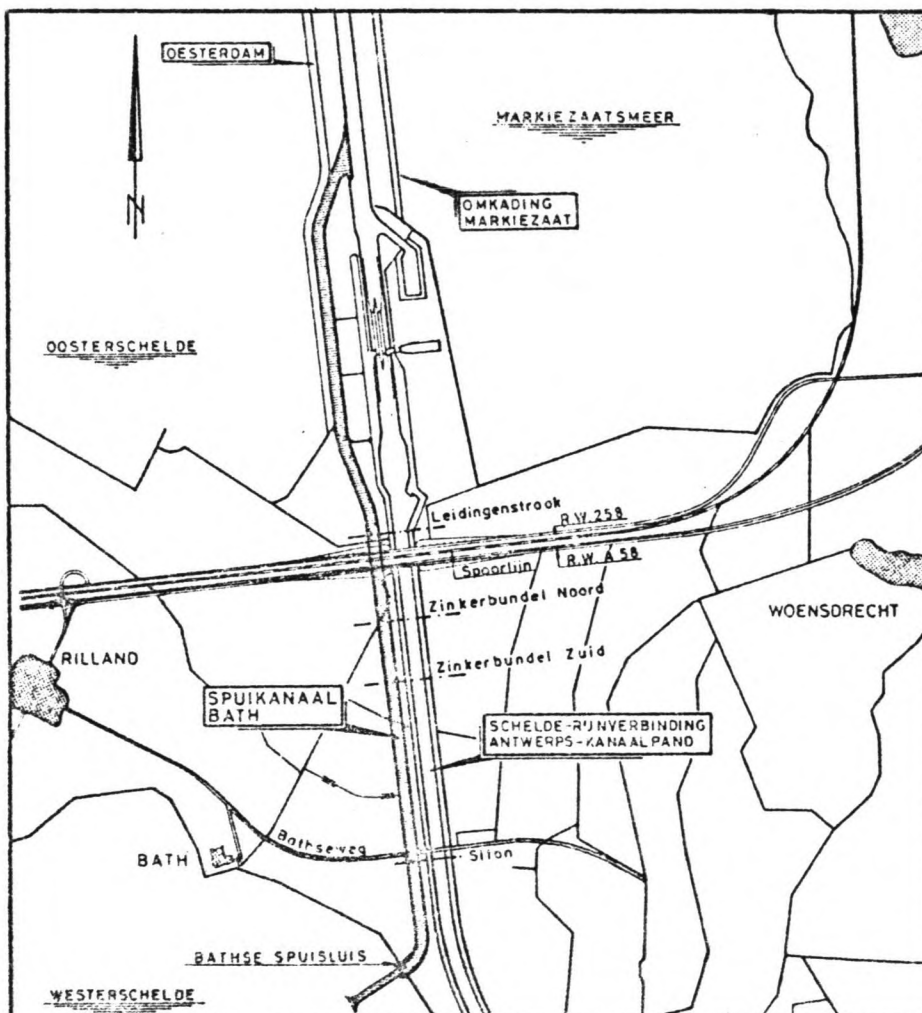 OESTERDAM
MARKIEZAATSMEER
N
OMKADING
MARKIEZAAT
OOSTERSCHELDE
Leidingenstrook
R.W. 258
Spoorlijn
R.W. A 58
Zinkerbundel Noord
WOENSDRECHT
RILLAND
Zinkerbundel Zuid
SPUIKANAAL
BATH
SCHELDE-RIJNVERBINDING
ANTWERPS-KANAALPAND
Bathseweg
BATH
Sifon
BATHSE SPUISLUIS
WESTERSCHELDE